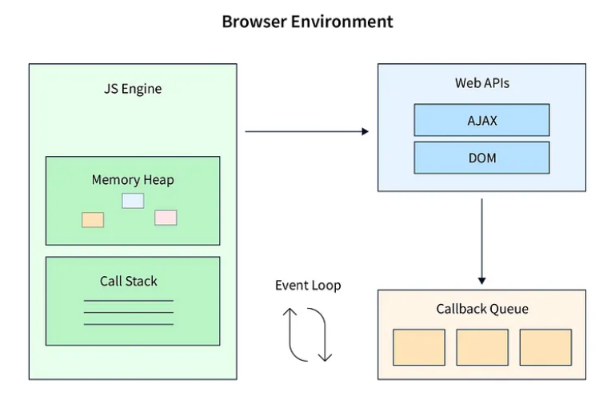 Browser Environment
JS Engine
Memory Heap
Call Stack
Event Loop
Web APIs
AJAX
DOM
Callback Queue